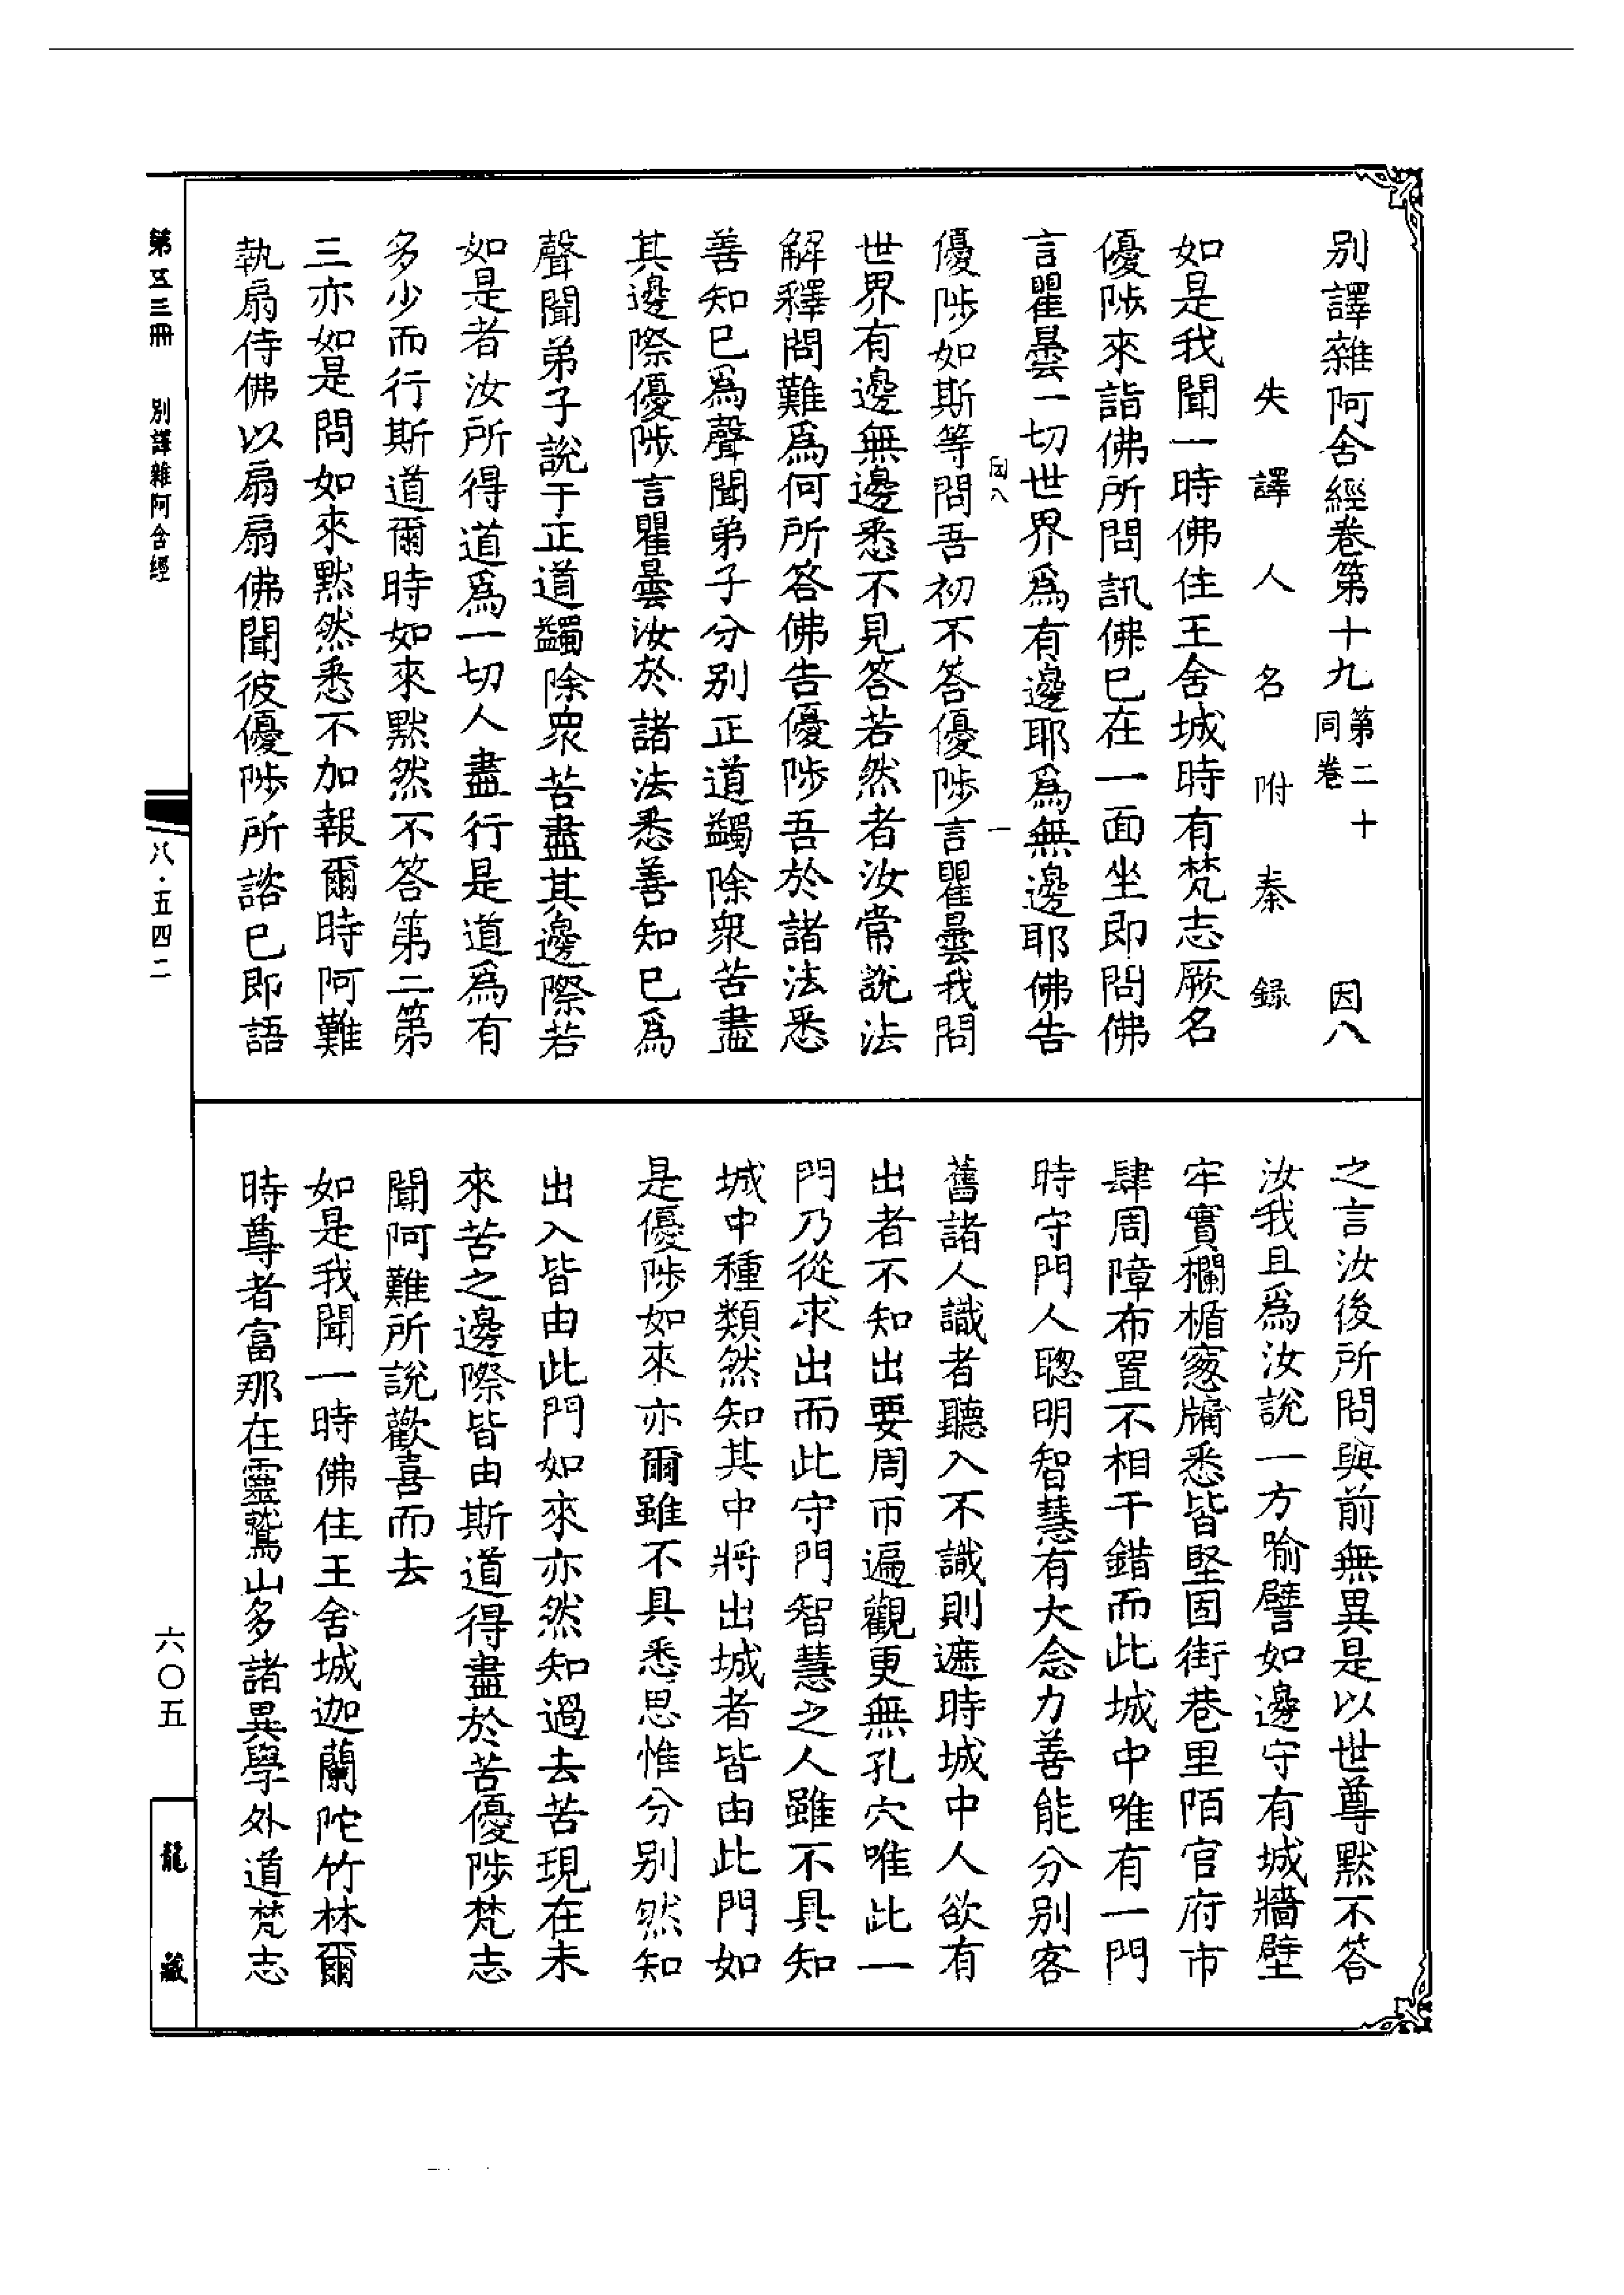 別譯雜阿含經卷第十九 第二十同卷 因八
失譯人名附秦錄
如是我聞一時佛住王舍城時有梵志厥名
優陟來詣佛所問訊佛已在一面坐即問佛
言瞿曇一切世界為有邊耶為無邊耶佛告
因八 一
優陟如斯等問吾初不答優陟言瞿曇我問
世界有邊無邊悉不見答若然者汝常說法
解釋問難為何所答佛告優陟吾於諸法悉
善知已為聲聞弟子分別正道蠲除衆苦盡
其邊際優陟言瞿曇汝於諸法悉善知已為
聲聞弟子說于正道蠲除衆苦盡其邊際若
如是者汝所得道為一切人盡行是道為有
多少而行斯道爾時如來默然不答第二第
三亦如是問如來默然悉不加報爾時阿難
執扇侍佛以扇扇佛聞彼優陟所諮已即語
之言汝後所問與前無異是以世尊默不答
汝我且為汝說一方喻譬如邊守有城牆壁
牢實欄楯窻牖悉皆堅固街巷里陌官府市
肆周障布置不相干錯而此城中唯有一門
時守門人聰明智慧有大念力善能分別客
舊諸人識者聽入不識則遮時城中人欲有
出者不知出要周帀遍觀更無孔穴唯此一
門乃從求出而此守門智慧之人雖不具知
城中種類然知其中將出城者皆由此門如
是優陟如來亦爾雖不具悉思惟分別然知
出入皆由此門如來亦然知過去苦現在未
來苦之邊際皆由斯道得盡於苦優陟梵志
聞阿難所說歡喜而去
如是我聞一時佛住王舍城迦蘭陀竹林爾
時尊者富那在靈鷲山多諸異學外道梵志
第五三冊 別譯雜阿含經
八·五四二
六〇五
龍藏